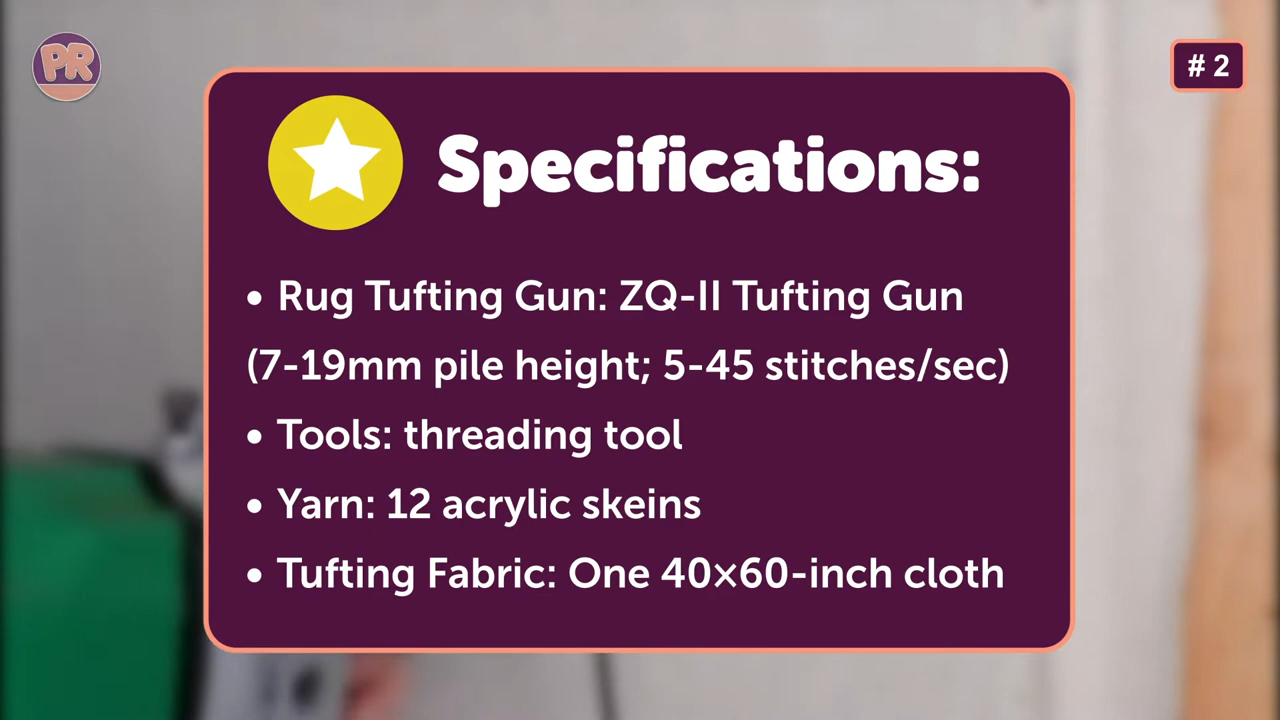 PR
# 2
Specifications:
• Rug Tufting Gun: ZQ-II Tufting Gun
(7-19mm pile height; 5-45 stitches/sec)
• Tools: threading tool
• Yarn: 12 acrylic skeins
• Tufting Fabric: One 40×60-inch cloth